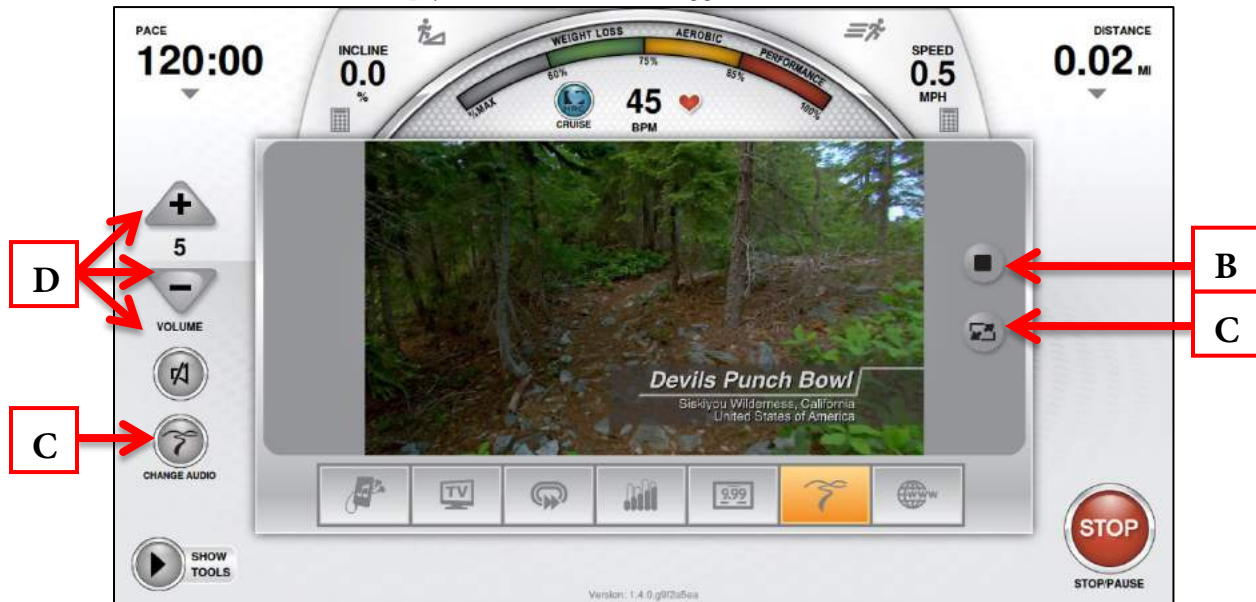 PACE
120:00
INCLINE
0.0
%
WEIGHT LOSS
AEROBIC
PERFORMANCE
%MAX
60%
75%
85%
100%
HRC
CRUISE
45
BPM
SPEED
0.5
MPH
DISTANCE
0.02 MI
+
5
-
VOLUME
CHANGE AUDIO
D
C
B
C
Devils Punch Bowl
Siskiyou Wilderness, California
United States of America
TV
9.99
www
SHOW
TOOLS
STOP
STOP/PAUSE